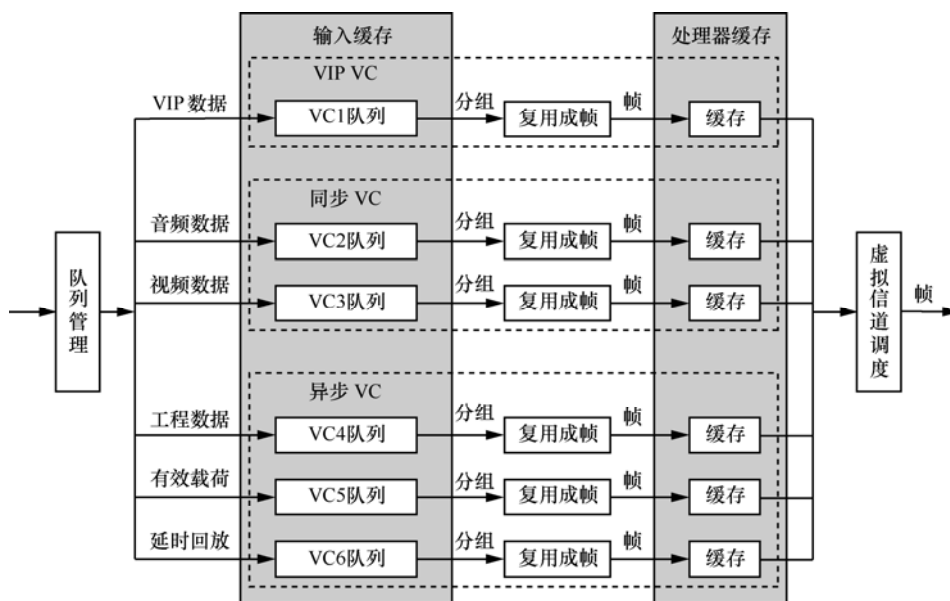 输入缓存
处理器缓存
VIP VC
VIP数据
VC1队列
分组
复用成帧
帧
缓存
同步 VC
音频数据
VC2队列
分组
复用成帧
帧
缓存
视频数据
VC3队列
分组
复用成帧
帧
缓存
队列管理
虚拟信道调度
帧
异步 VC
工程数据
VC4队列
分组
复用成帧
帧
缓存
有效载荷
VC5队列
分组
复用成帧
帧
缓存
延时回放
VC6队列
分组
复用成帧
帧
缓存